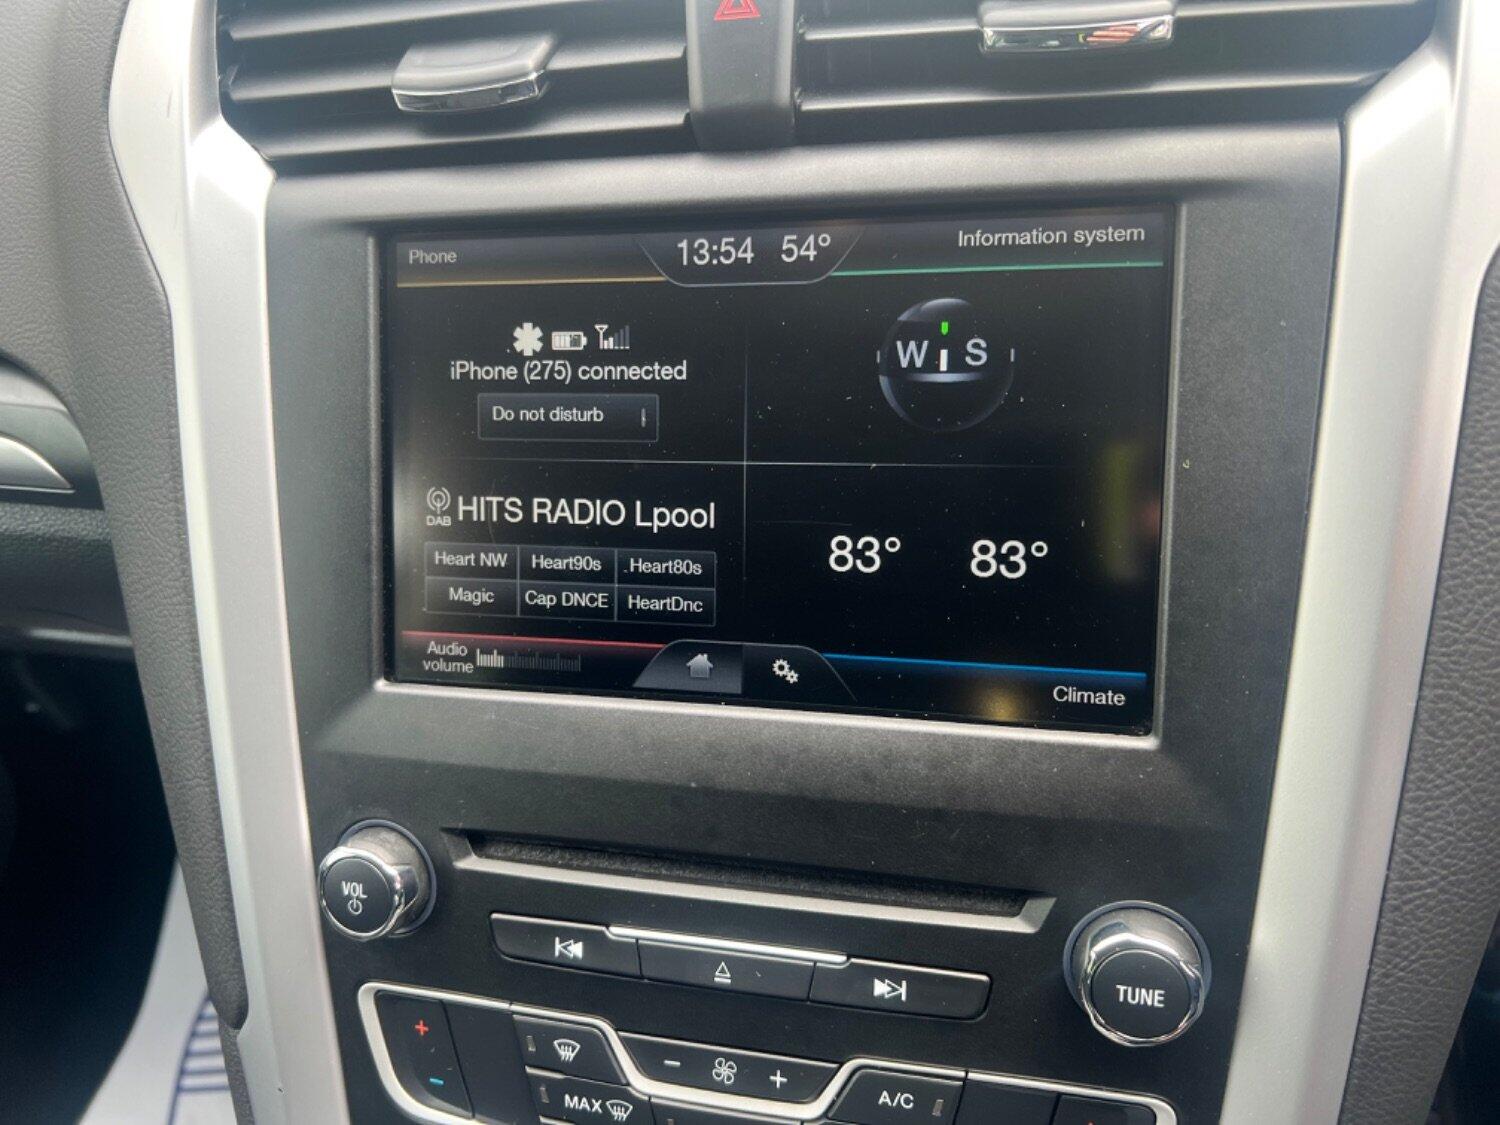 Phone
13:54 54°
Information system
iPhone (275) connected
Do not disturb
W S
DAB
HITS RADIO Lpool
Heart NW Heart90s Heart80s
Magic Cap DNCE HeartDnc
83° 83°
Audio
volume
Climate
VOL
TUNE
MAX
A/C